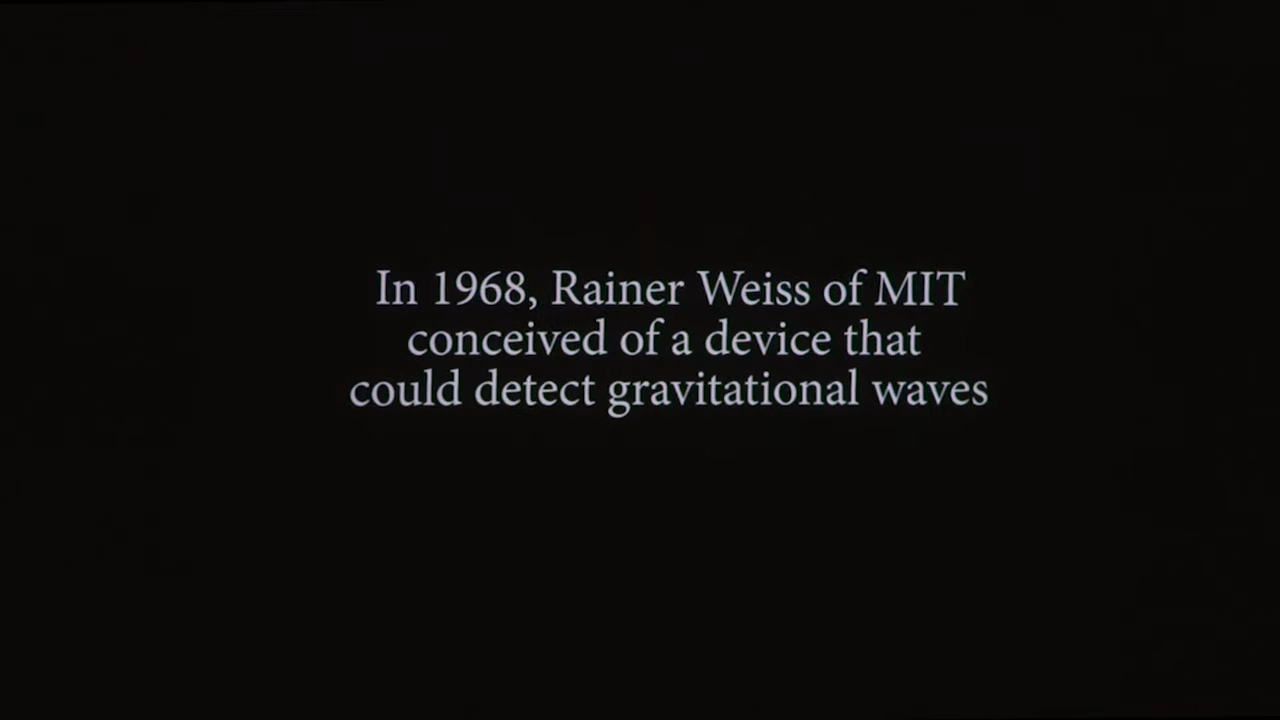 In 1968, Rainer Weiss of MIT
conceived of a device that
could detect gravitational waves